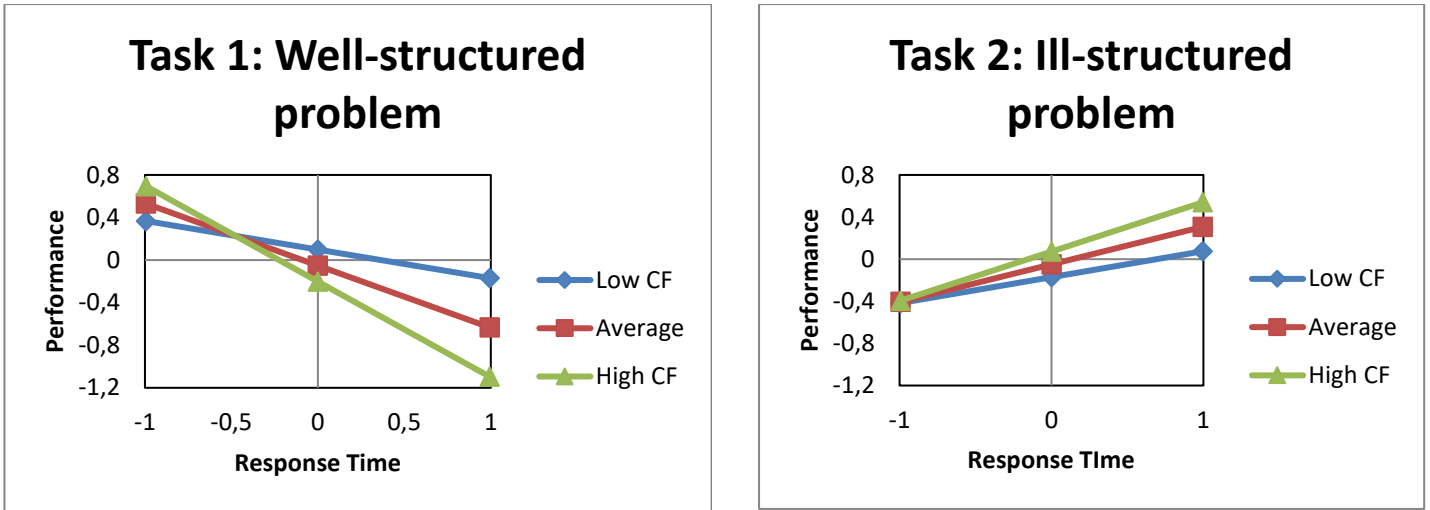 Task 1: Well-structured
problem
0,8
0,4
0
-0,4
-0,8
-1,2
-1
-0,5
0
0,5
1
Performance
Response Time
Low CF
Average
High CF
Task 2: Ill-structured
problem
0,8
0,4
0
-0,4
-0,8
-1,2
-1
0
1
Performance
Response TIme
Low CF
Average
High CF